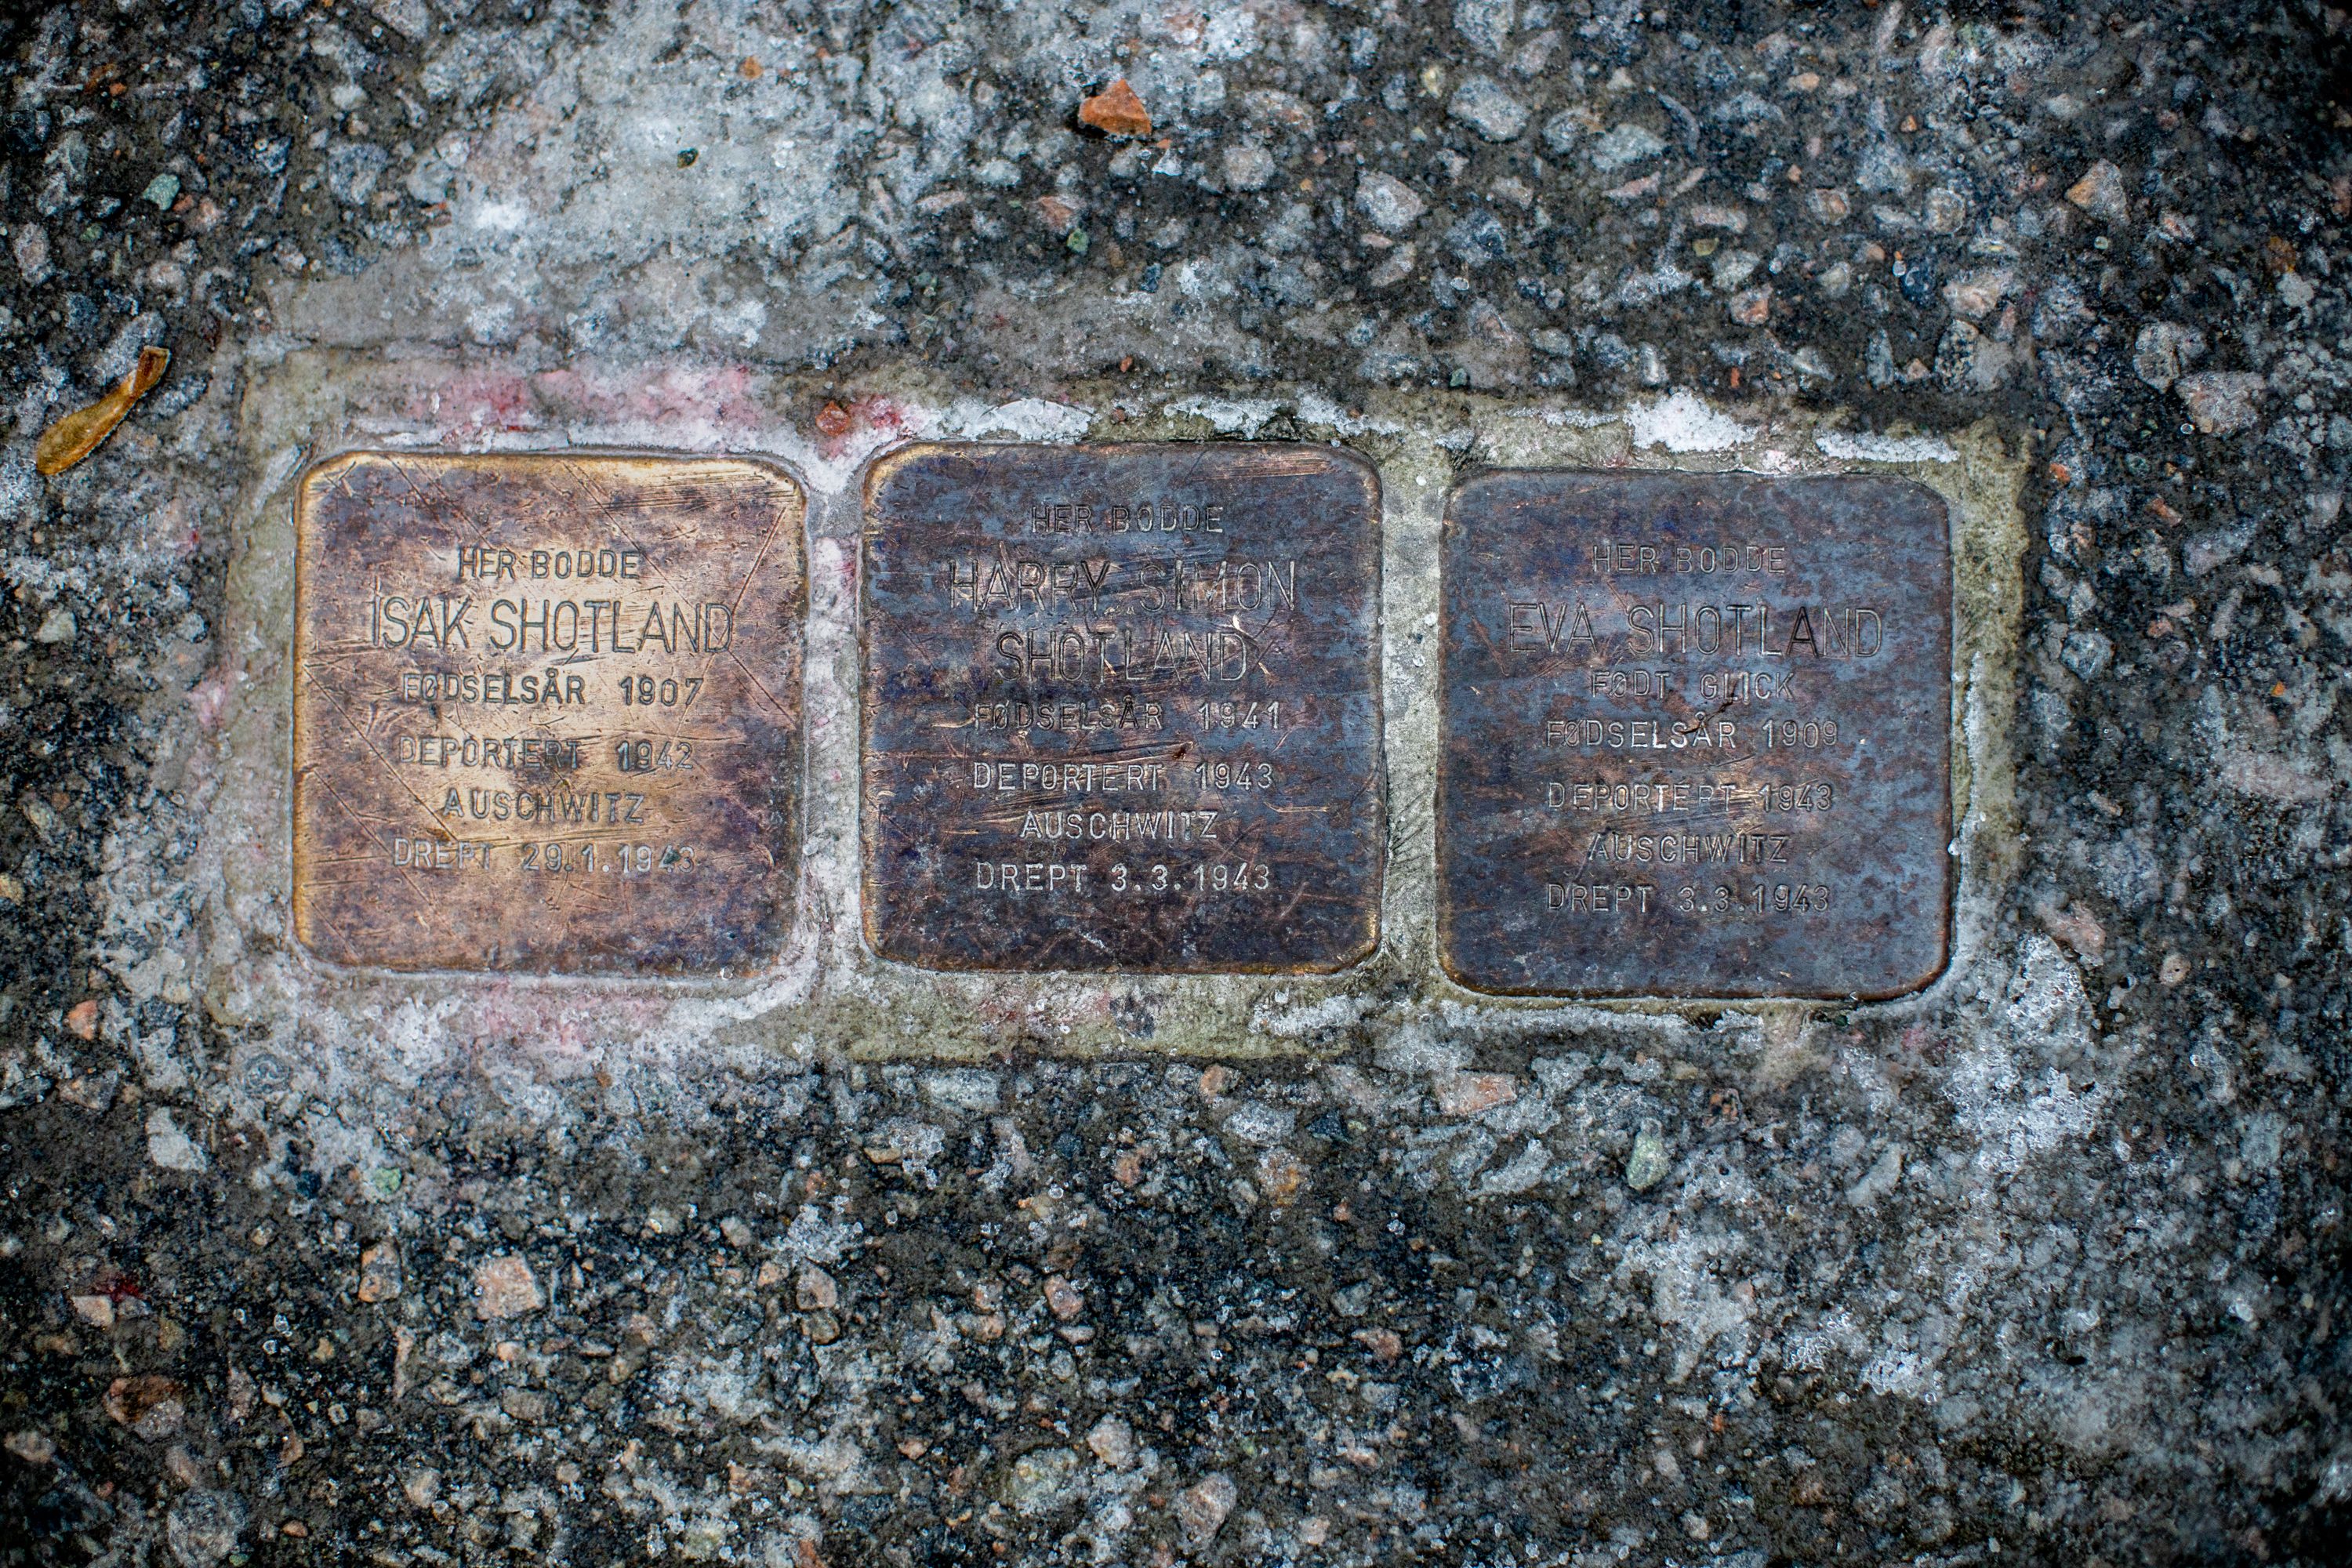 HER BODDE
ISAK SHOTLAND
FØDSELSÅR 1907
DEPORTERT 1942
AUSCHWITZ
DREPT 29.1.1943
HER BODDE
HARRY SIMON
SHOTLAND
FØDSELSÅR 1941
DEPORTERT 1943
AUSCHWITZ
DREPT 3.3.1943
HER BODDE
EVA SHOTLAND
FØDT GLICK
FØDSELSÅR 1909
DEPORTERT 1943
AUSCHWITZ
DREPT 3.3.1943